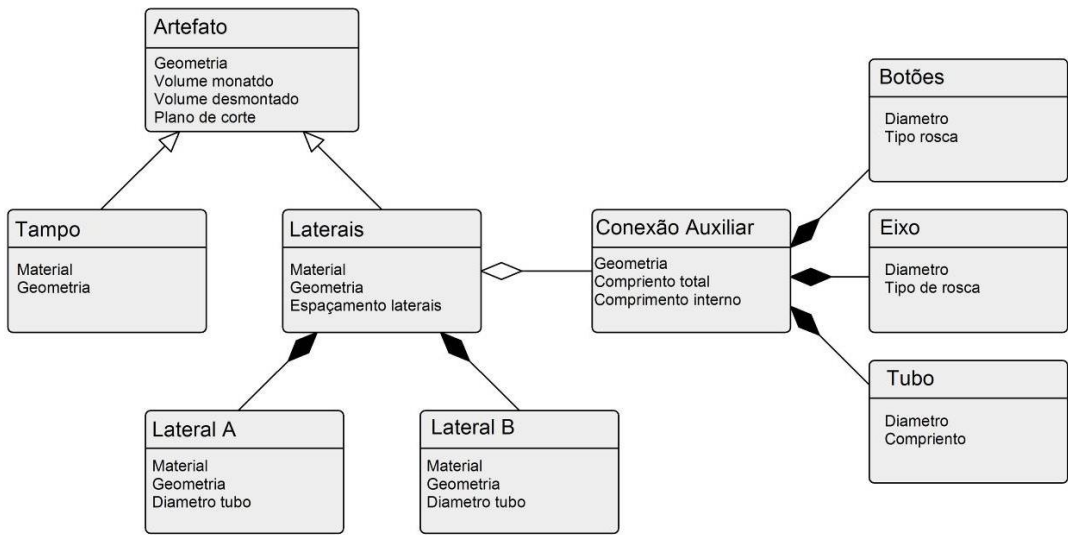 Artefato
Geometria
Volume monatdo
Volume desmontado
Plano de corte
Botões
Diametro
Tipo rosca
Tampo
Material
Geometria
Laterais
Material
Geometria
Espaçamento laterais
Conexão Auxiliar
Geometria
Compriento total
Comprimento interno
Eixo
Diametro
Tipo de rosca
Tubo
Diametro
Compriento
Lateral A
Material
Geometria
Diametro tubo
Lateral B
Material
Geometria
Diametro tubo